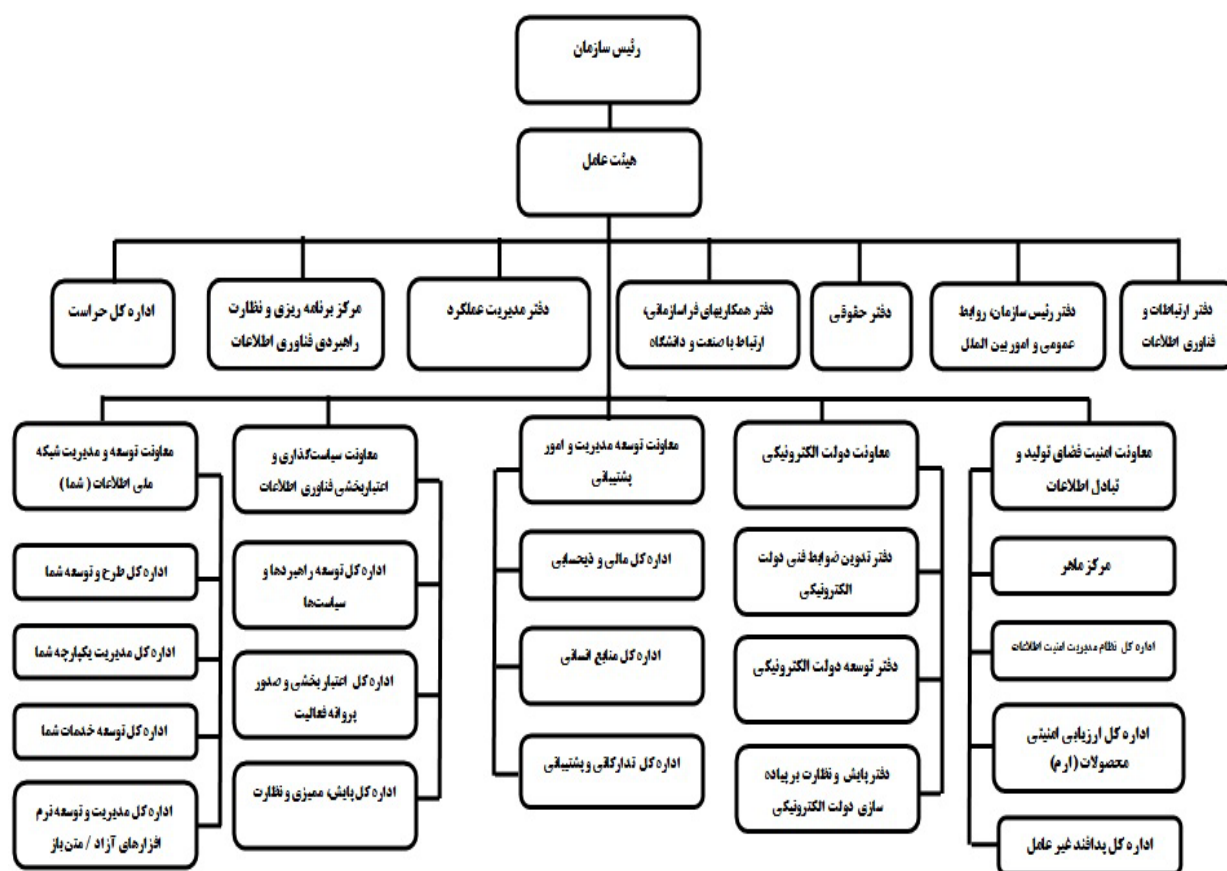 رئیس سازمان
هیئت عامل
دفتر ارتباطات و
فناوری اطلاعات
دفتر رئیس سازمان، روابط
عمومی و امور بین الملل
دفتر حقوقی
دفتر همکاریهای فراسازمانی،
ارتباط با صنعت و دانشگاه
دفتر مدیریت عملکرد
مرکز برنامه ریزی و نظارت
راهبردی فناوری اطلاعات
اداره کل حراست
معاونت امنیت فضای تولید و
تبادل اطلاعات
مرکز ماهر
اداره کل نظام مدیریت امنیت اطلاعات
اداره کل ارزیابی امنیتی
محصولات (ارم)
اداره کل پدافند غیر عامل
معاونت دولت الکترونیکی
دفتر تدوین ضوابط فنی دولت
الکترونیکی
دفتر توسعه دولت الکترونیکی
دفتر پایش و نظارت بر پیاده
سازی دولت الکترونیکی
معاونت توسعه مدیریت و امور
پشتیبانی
اداره کل مالی و ذیحسابی
اداره کل منابع انسانی
اداره کل تدارکاتی و پشتیبانی
معاونت سیاست‌گذاری و
اعتباربخشی فناوری اطلاعات
اداره کل توسعه راهبردها و
سیاست‌ها
اداره کل اعتبار بخشی و صدور
پروانه فعالیت
اداره کل پایش، ممیزی و نظارت
معاونت توسعه و مدیریت شبکه
ملی اطلاعات (شما)
اداره کل طرح و توسعه شما
اداره کل مدیریت یکپارچه شما
اداره کل توسعه خدمات شما
اداره کل مدیریت و توسعه نرم
افزارهای آزاد / متن باز